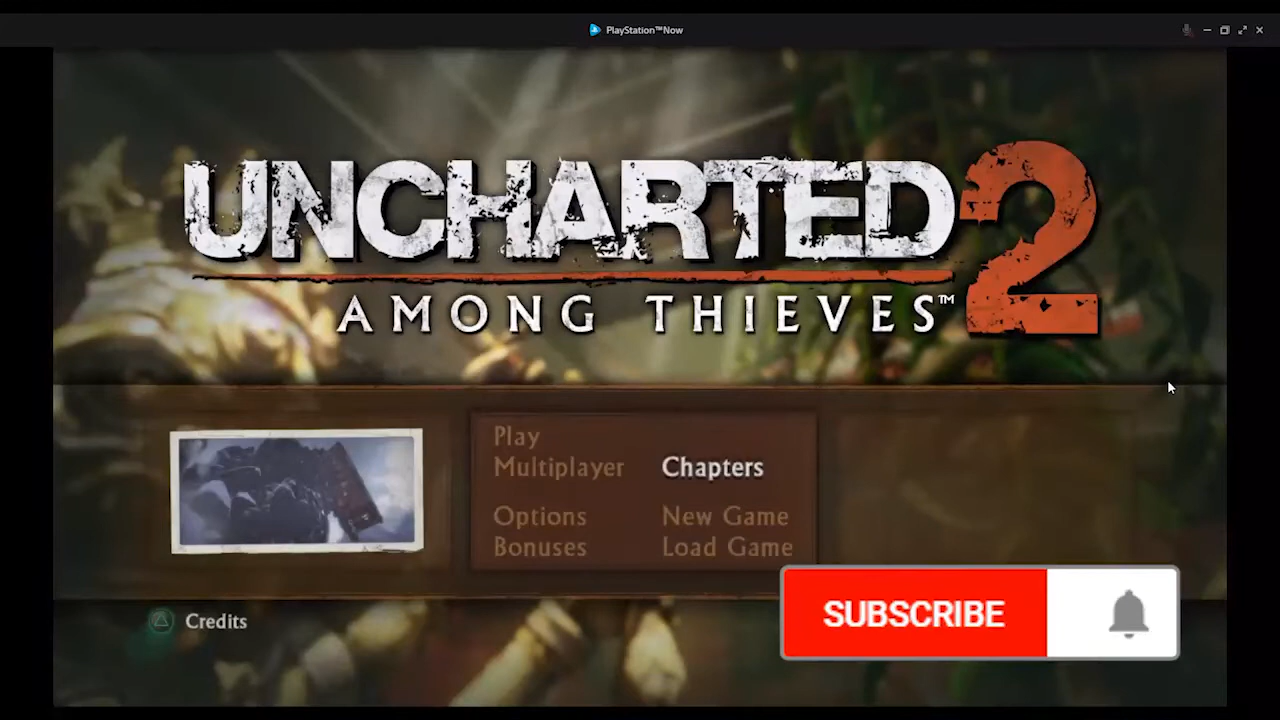 PlayStation™Now
UNCHARTED 2
AMONG THIEVES™
Play
Multiplayer Chapters
Options New Game
Bonuses Load Game
Credits
SUBSCRIBE